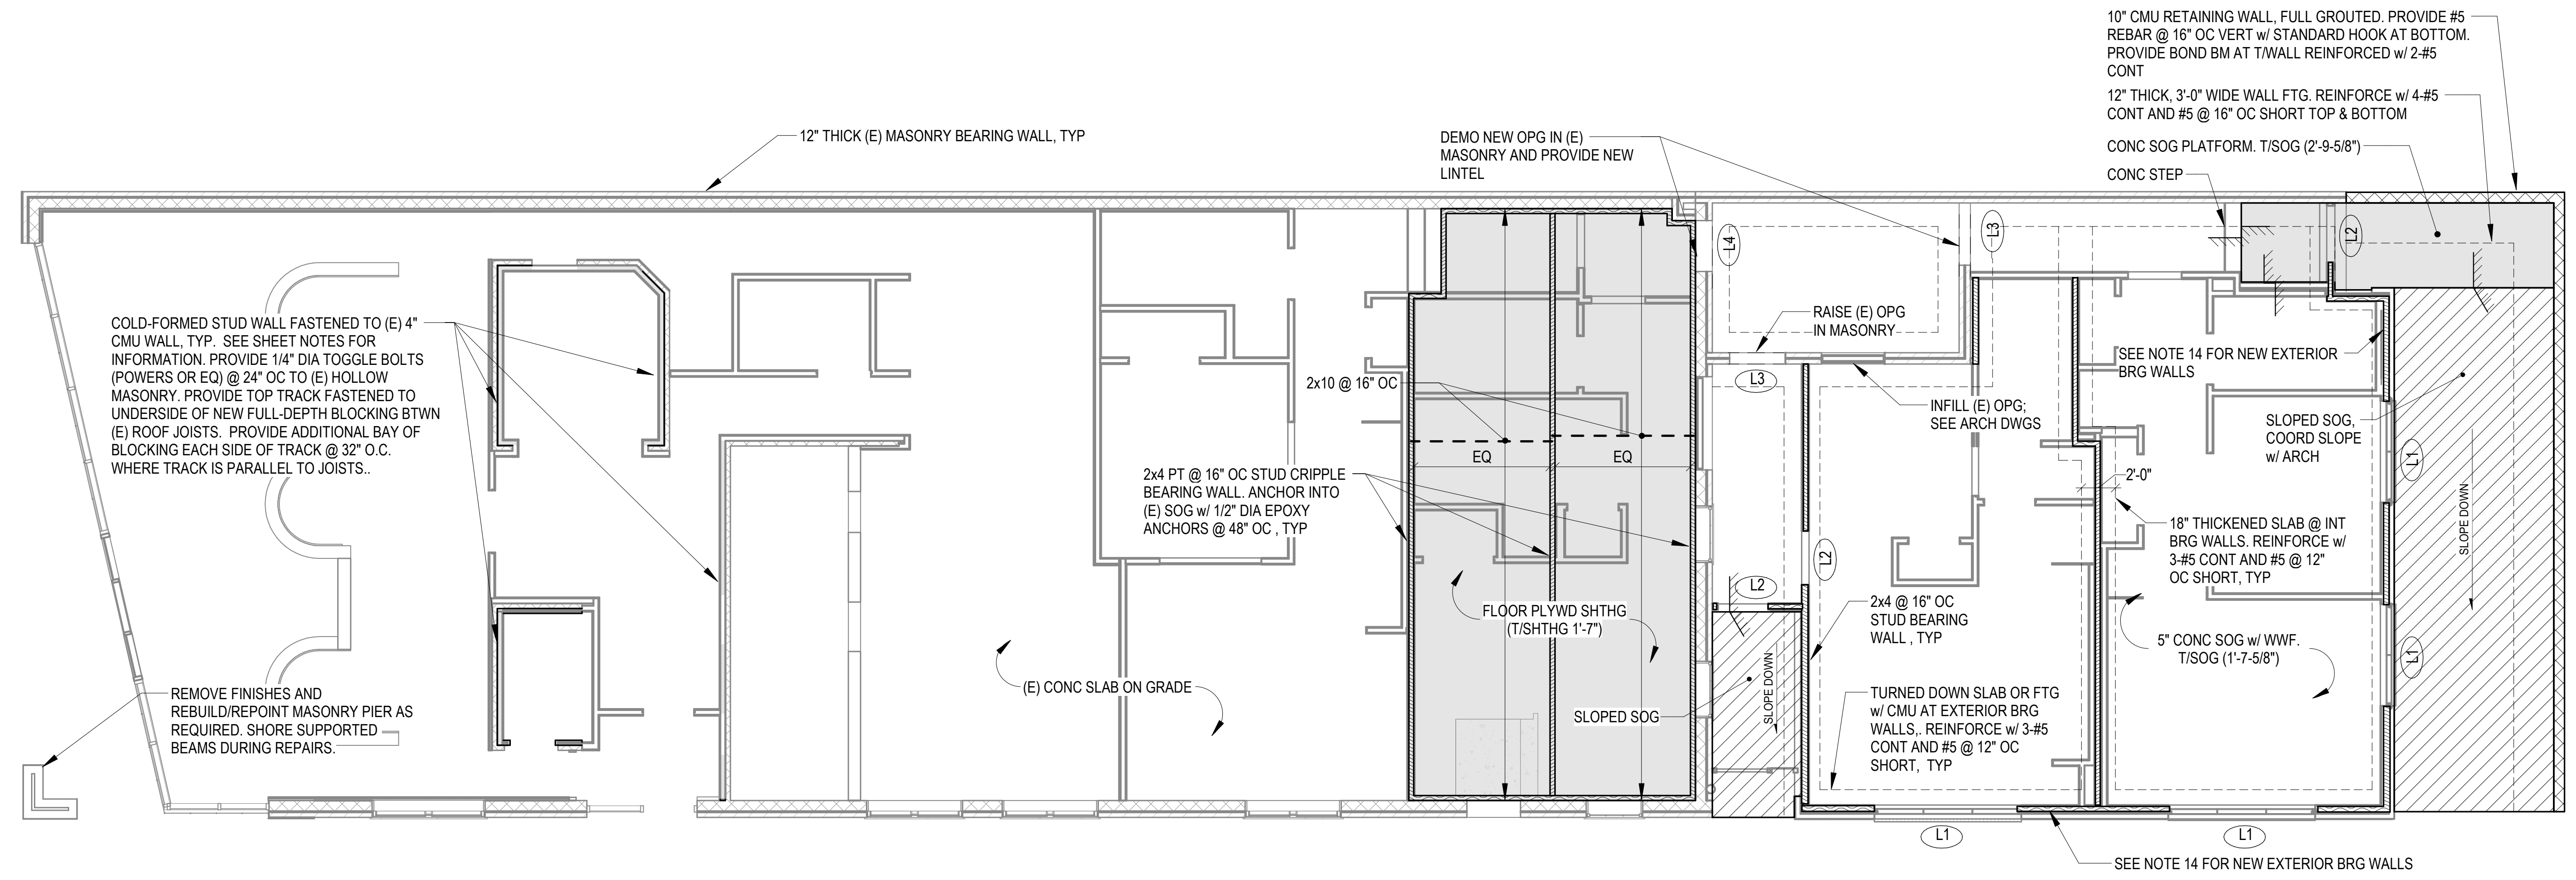 10" CMU RETAINING WALL, FULL GROUTED. PROVIDE #5
REBAR @ 16" OC VERT w/ STANDARD HOOK AT BOTTOM.
PROVIDE BOND BM AT T/WALL REINFORCED w/ 2-#5
CONT
12" THICK, 3'-0" WIDE WALL FTG. REINFORCE w/ 4-#5
CONT AND #5 @ 16" OC SHORT TOP & BOTTOM
CONC SOG PLATFORM. T/SOG (2'-9-5/8")
CONC STEP
12" THICK (E) MASONRY BEARING WALL, TYP
DEMO NEW OPG IN (E)
MASONRY AND PROVIDE NEW
LINTEL
L4
L3
L2
RAISE (E) OPG
IN MASONRY
COLD-FORMED STUD WALL FASTENED TO (E) 4"
CMU WALL, TYP. SEE SHEET NOTES FOR
INFORMATION. PROVIDE 1/4" DIA TOGGLE BOLTS
(POWERS OR EQ) @ 24" OC TO (E) HOLLOW
MASONRY. PROVIDE TOP TRACK FASTENED TO
UNDERSIDE OF NEW FULL-DEPTH BLOCKING BTWN
(E) ROOF JOISTS. PROVIDE ADDITIONAL BAY OF
BLOCKING EACH SIDE OF TRACK @ 32" O.C.
WHERE TRACK IS PARALLEL TO JOISTS..
SEE NOTE 14 FOR NEW EXTERIOR
BRG WALLS
2x10 @ 16" OC
L3
INFILL (E) OPG;
SEE ARCH DWGS
SLOPED SOG,
COORD SLOPE
w/ ARCH
EQ
EQ
L1
2x4 PT @ 16" OC STUD CRIPPLE
BEARING WALL. ANCHOR INTO
(E) SOG w/ 1/2" DIA EPOXY
ANCHORS @ 48" OC , TYP
2'-0"
18" THICKENED SLAB @ INT
BRG WALLS. REINFORCE w/
3-#5 CONT AND #5 @ 12"
OC SHORT, TYP
SLOPE DOWN
L2
L2
FLOOR PLYWD SHTHG
(T/SHTHG 1'-7")
2x4 @ 16" OC
STUD BEARING
WALL , TYP
5" CONC SOG w/ WWF.
T/SOG (1'-7-5/8")
L1
(E) CONC SLAB ON GRADE
SLOPE DOWN
SLOPED SOG
REMOVE FINISHES AND
REBUILD/REPOINT MASONRY PIER AS
REQUIRED. SHORE SUPPORTED
BEAMS DURING REPAIRS.
TURNED DOWN SLAB OR FTG
w/ CMU AT EXTERIOR BRG
WALLS,. REINFORCE w/ 3-#5
CONT AND #5 @ 12" OC
SHORT, TYP
L1
L1
SEE NOTE 14 FOR NEW EXTERIOR BRG WALLS